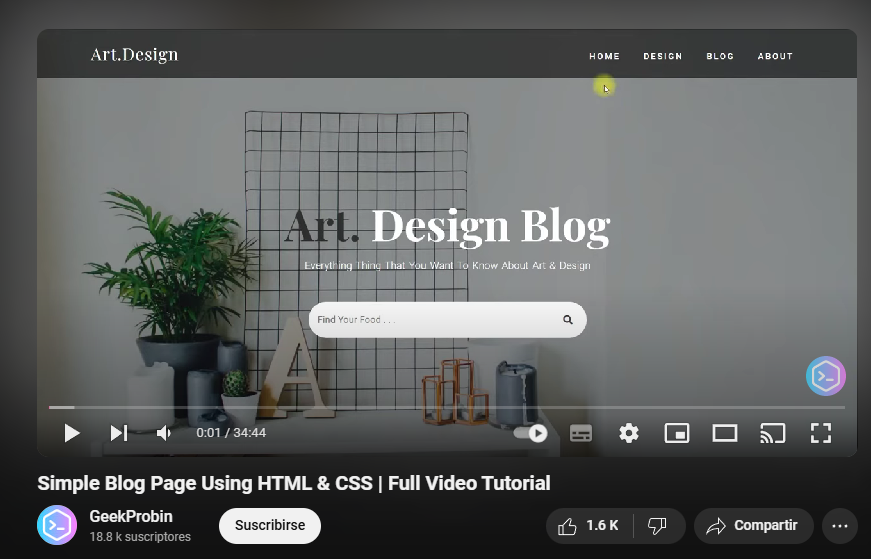 Art.Design
HOME DESIGN BLOG ABOUT
Art. Design Blog
Everything Thing That You Want To Know About Art & Design
Find Your Food . . .
A
0:01 / 34:44
Simple Blog Page Using HTML & CSS | Full Video Tutorial
GeekProbin
18.8 k suscriptores
Suscribirse
1.6 K
Compartir